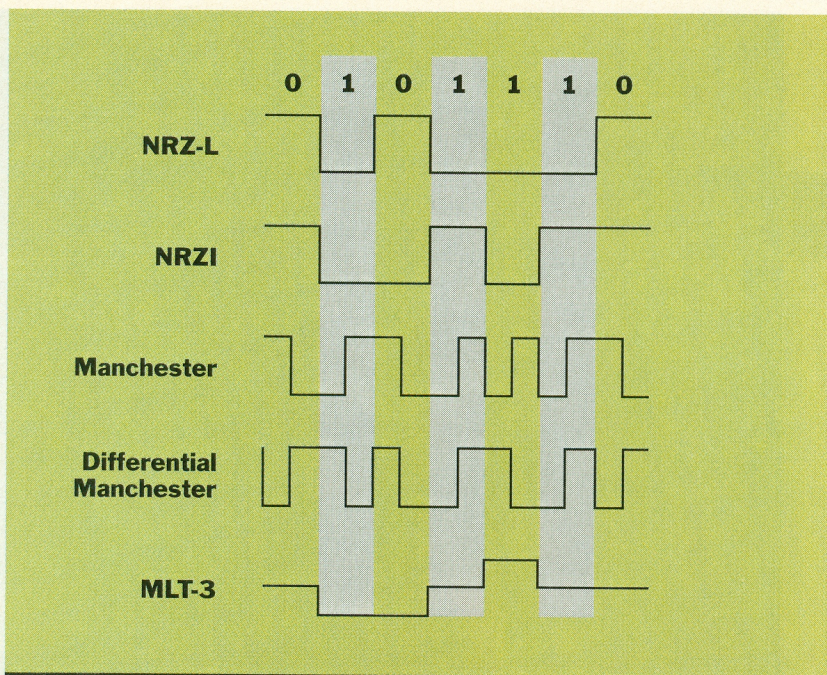 0 1 0 1 1 1 0
NRZ-L
NRZI
Manchester
Differential
Manchester
MLT-3